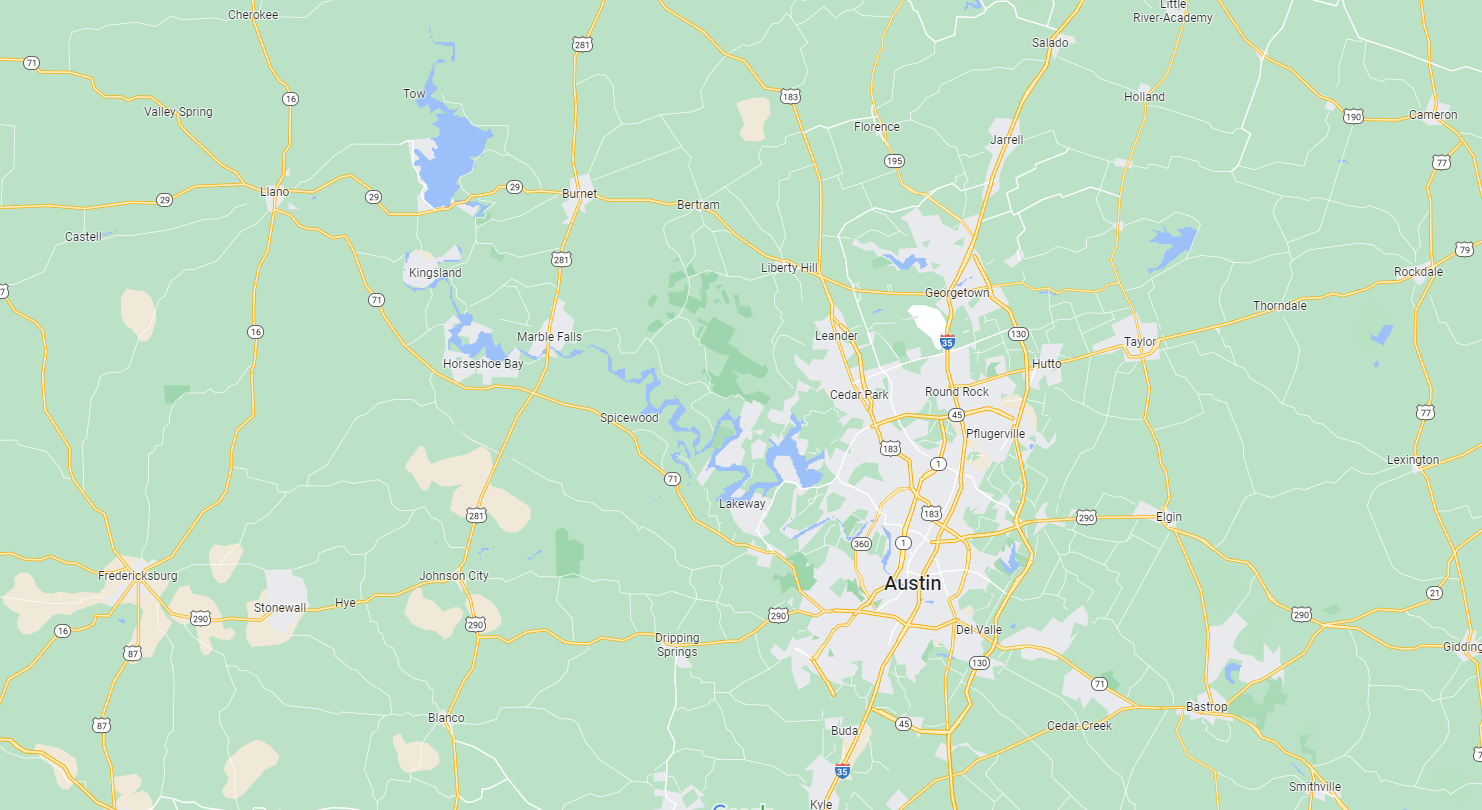 Cherokee
Little
River-Academy
281
Salado
71
Tow
183
Holland
16
Valley Spring
190
Cameron
Florence
Jarrell
195
77
29
Llano
29
29
Burnet
Bertram
Castell
79
281
Kingsland
Liberty Hill
Rockdale
7
71
Georgetown
Thorndale
16
Marble Falls
Leander
35
130
Taylor
Horseshoe Bay
Hutto
Cedar Park
Round Rock
Spicewood
45
77
Pflugerville
183
Lexington
1
71
Lakeway
281
183
290
Elgin
360
1
Fredericksburg
Johnson City
Austin
21
Stonewall
Hye
290
290
290
290
16
Dripping
Springs
Del Valle
Gidding
87
130
71
Bastrop
87
Blanco
45
Cedar Creek
Buda
7
35
Smithville
Kyle